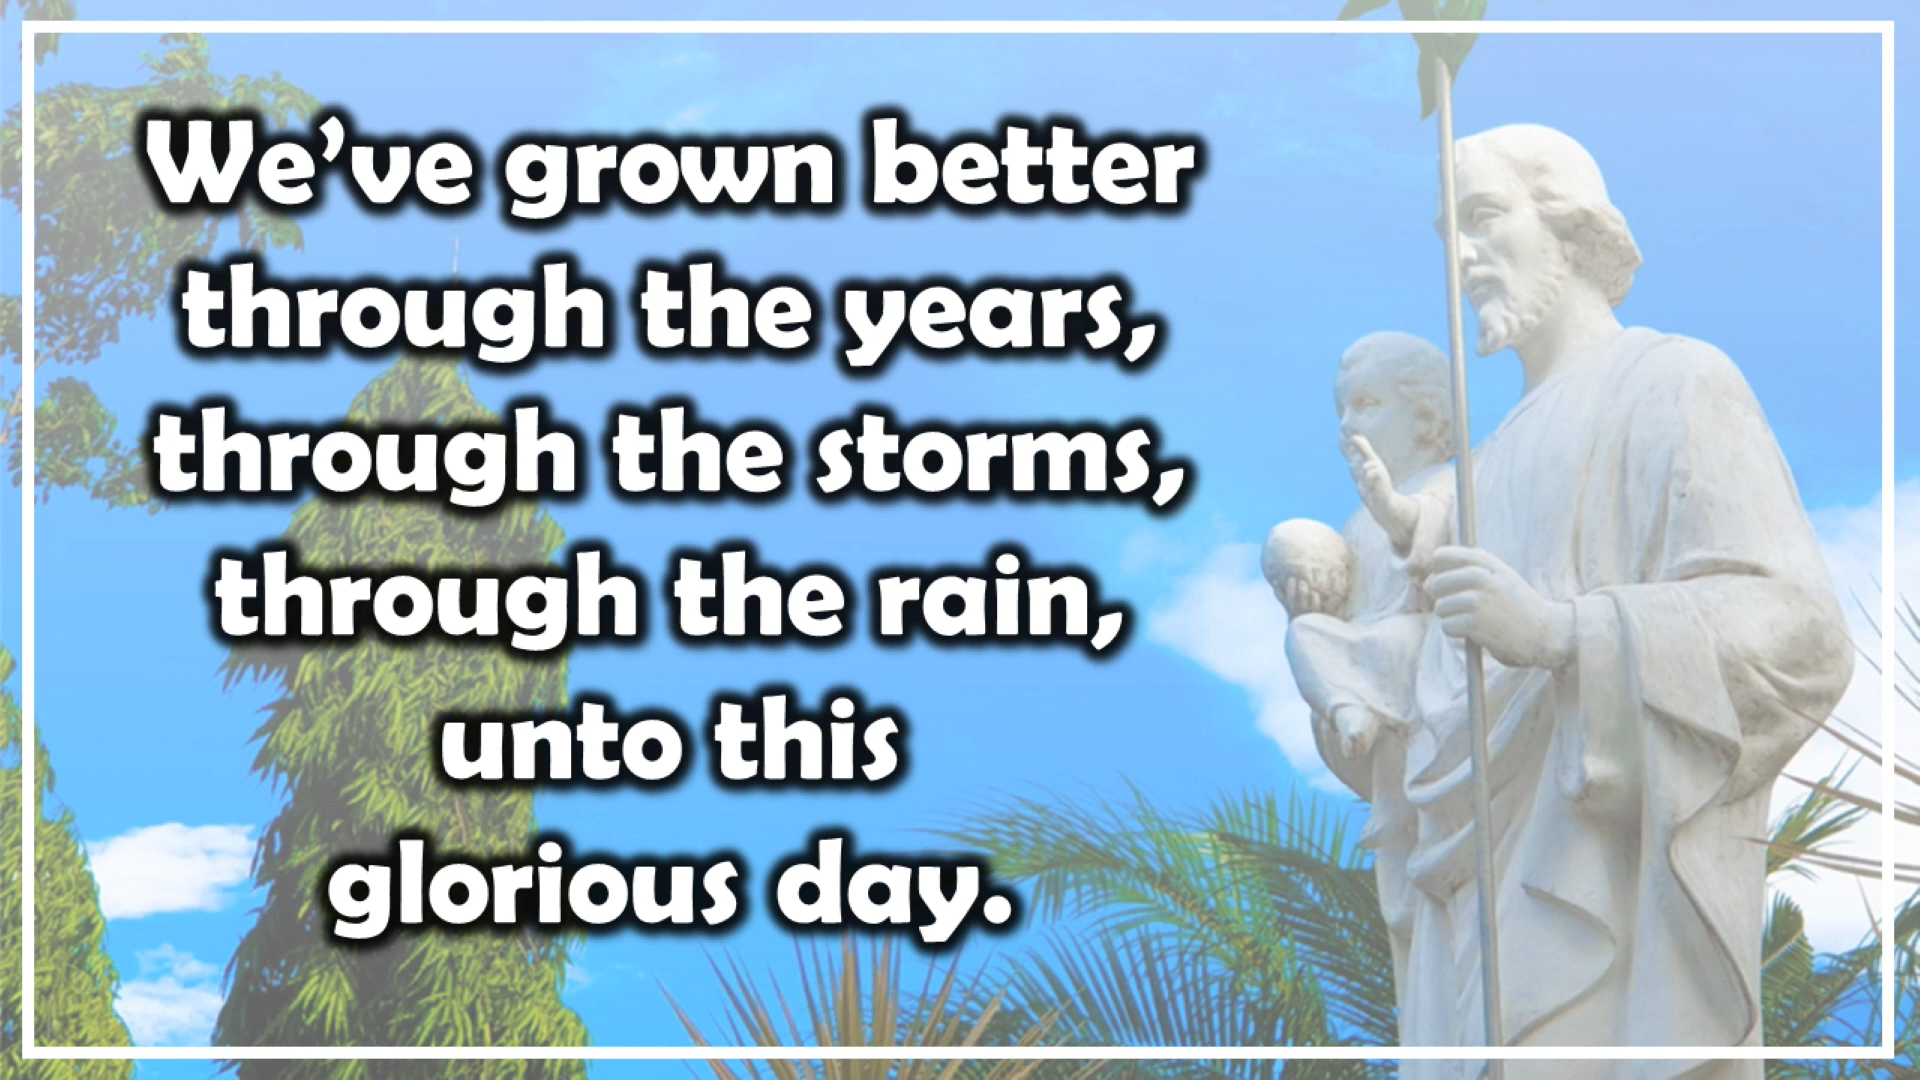 We’ve grown better
through the years,
through the storms,
through the rain,
unto this
glorious day.